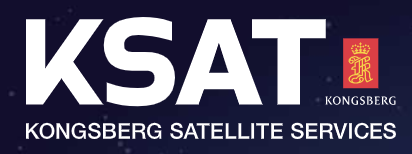 KSAT
KONGSBERG
KONGSBERG SATELLITE SERVICES